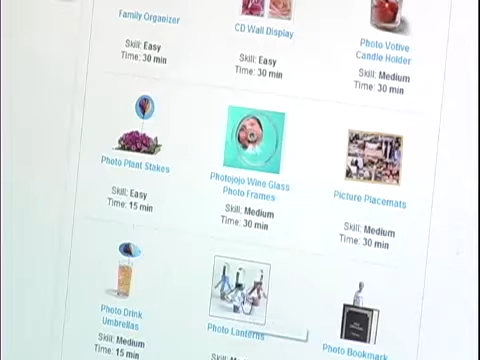 Family Organizer
Skill: Easy
Time: 30 min
CD Wall Display
Skill: Easy
Time: 30 min
Photo Votive
Candle Holder
Skill: Medium
Time: 30 min
Photo Plant Stakes
Skill: Easy
Time: 15 min
Photojojo Wine Glass
Photo Frames
Skill: Medium
Time: 30 min
Picture Placemats
Skill: Medium
Time: 30 min
Photo Drink
Umbrellas
Skill: Medium
Time: 15 min
Photo Lanterns
Photo Bookmark